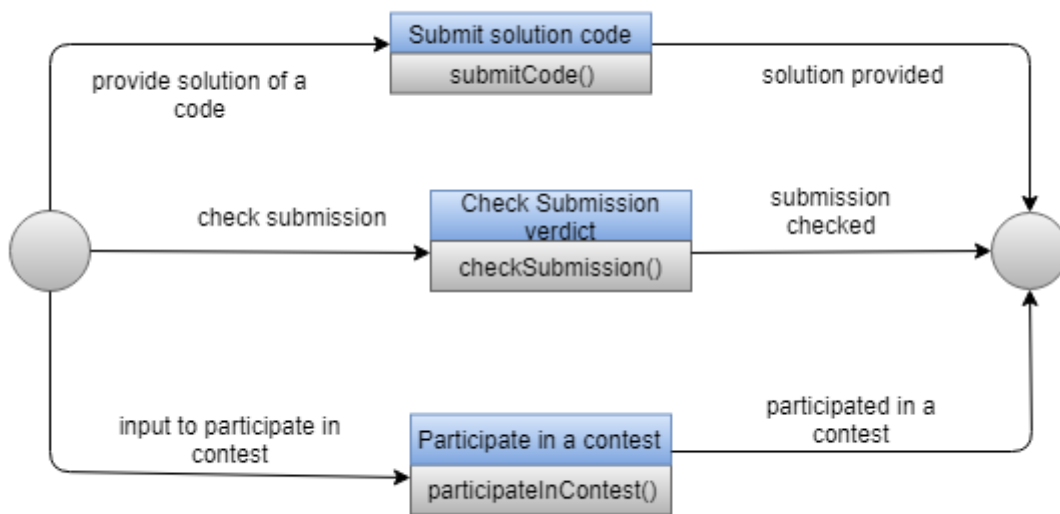 Submit solution code
submitCode()
provide solution of a
code
solution provided
check submission
Check Submission
verdict
checkSubmission()
submission
checked
input to participate in
contest
Participate in a contest
participateInContest()
participated in a
contest